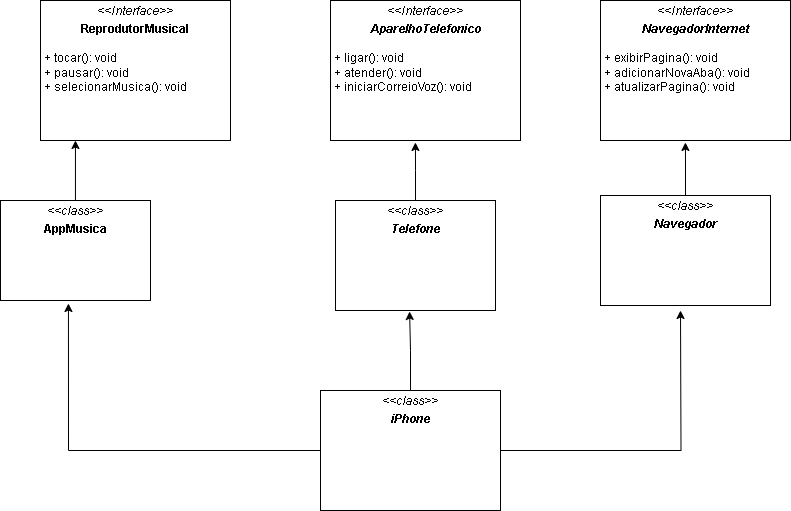 <<Interface>>
ReprodutorMusical
+ tocar(): void
+ pausar(): void
+ selecionarMusica(): void
<<Interface>>
AparelhoTelefonico
+ ligar(): void
+ atender(): void
+ iniciarCorreioVoz(): void
<<Interface>>
NavegadorInternet
+ exibirPagina(): void
+ adicionarNovaAba(): void
+ atualizarPagina(): void
<<class>>
AppMusica
<<class>>
Telefone
<<class>>
Navegador
<<class>>
iPhone